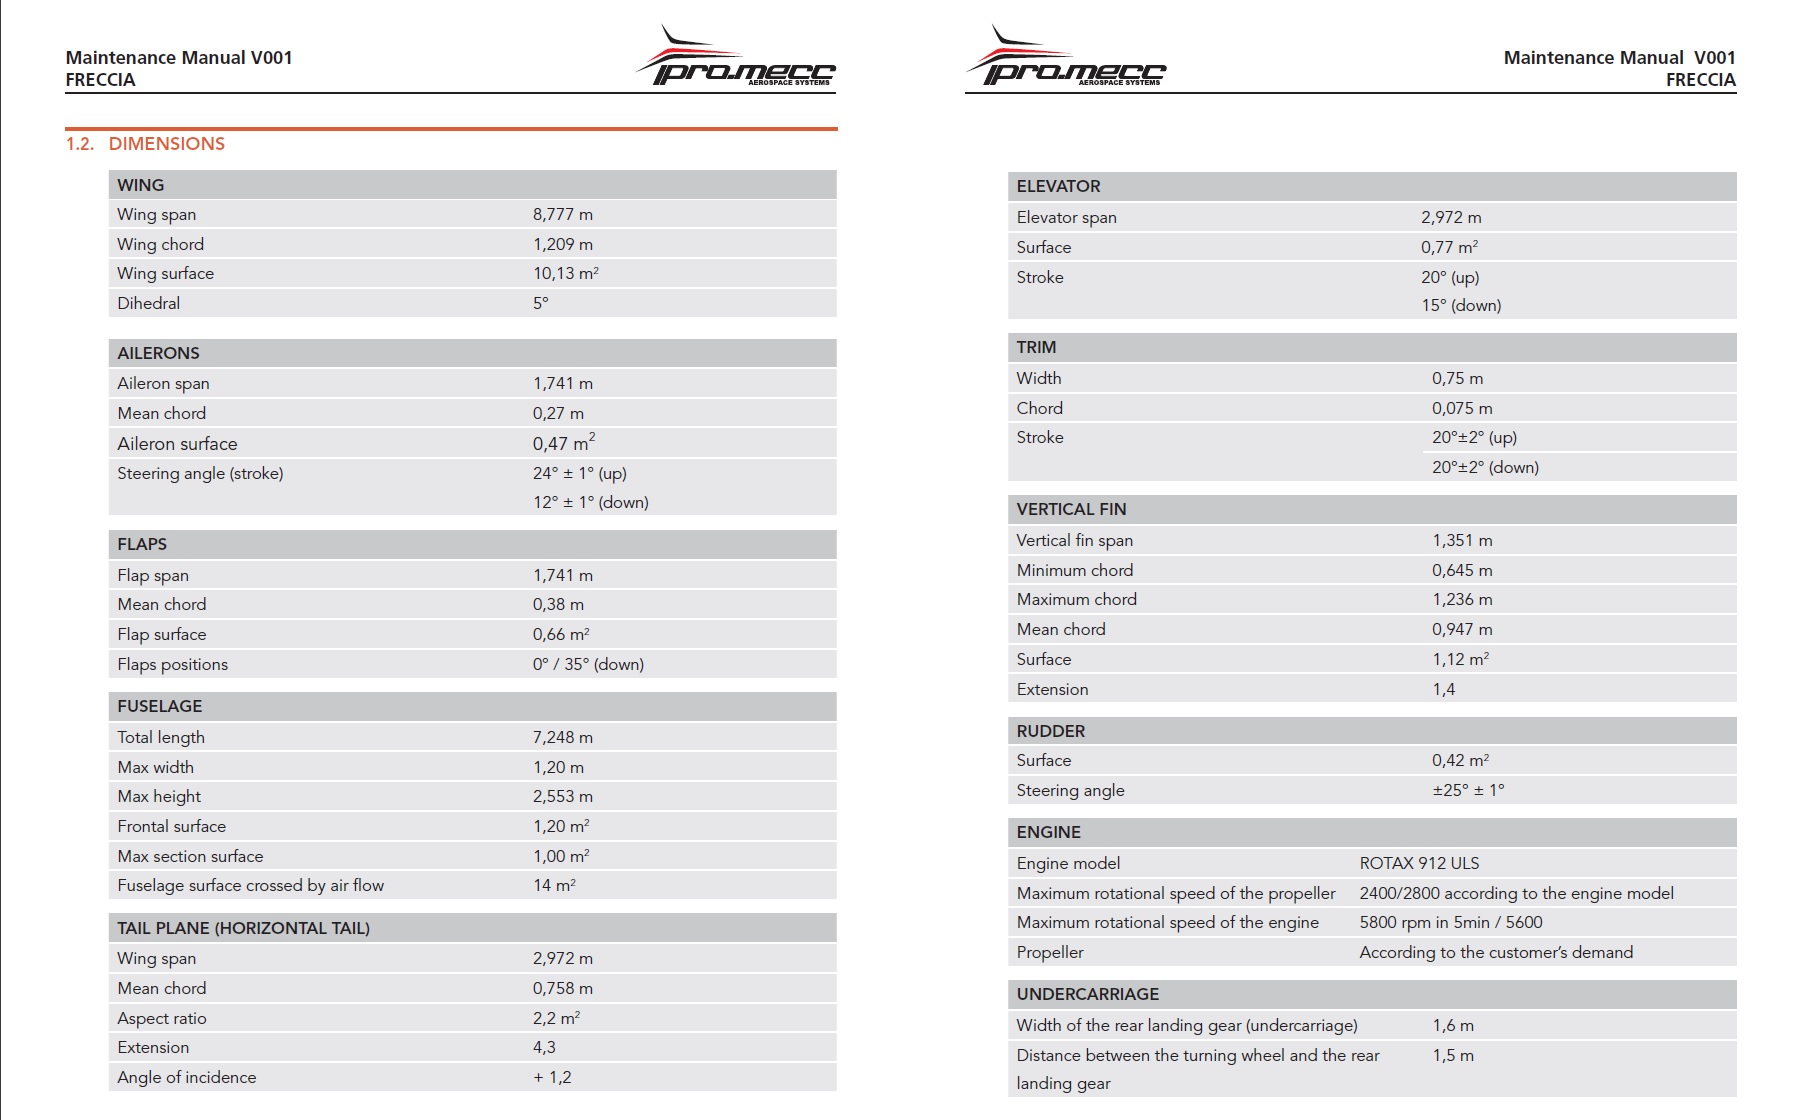 Maintenance Manual V001
FRECCIA
pro.mecc
AEROSPACE SYSTEMS
1.2. DIMENSIONS
WING
Wing span 8,777 m
Wing chord 1,209 m
Wing surface 10,13 m²
Dihedral 5°
AILERONS
Aileron span 1,741 m
Mean chord 0,27 m
Aileron surface 0,47 m²
Steering angle (stroke) 24° ± 1° (up)
12° ± 1° (down)
FLAPS
Flap span 1,741 m
Mean chord 0,38 m
Flap surface 0,66 m²
Flaps positions 0° / 35° (down)
FUSELAGE
Total length 7,248 m
Max width 1,20 m
Max height 2,553 m
Frontal surface 1,20 m²
Max section surface 1,00 m²
Fuselage surface crossed by air flow 14 m²
TAIL PLANE (HORIZONTAL TAIL)
Wing span 2,972 m
Mean chord 0,758 m
Aspect ratio 2,2 m²
Extension 4,3
Angle of incidence + 1,2
pro.mecc
AEROSPACE SYSTEMS
Maintenance Manual V001
FRECCIA
ELEVATOR
Elevator span 2,972 m
Surface 0,77 m²
Stroke 20° (up)
15° (down)
TRIM
Width 0,75 m
Chord 0,075 m
Stroke 20°±2° (up)
20°±2° (down)
VERTICAL FIN
Vertical fin span 1,351 m
Minimum chord 0,645 m
Maximum chord 1,236 m
Mean chord 0,947 m
Surface 1,12 m²
Extension 1,4
RUDDER
Surface 0,42 m²
Steering angle ±25° ± 1°
ENGINE
Engine model ROTAX 912 ULS
Maximum rotational speed of the propeller 2400/2800 according to the engine model
Maximum rotational speed of the engine 5800 rpm in 5min / 5600
Propeller According to the customer's demand
UNDERCARRIAGE
Width of the rear landing gear (undercarriage) 1,6 m
Distance between the turning wheel and the rear 1,5 m
landing gear